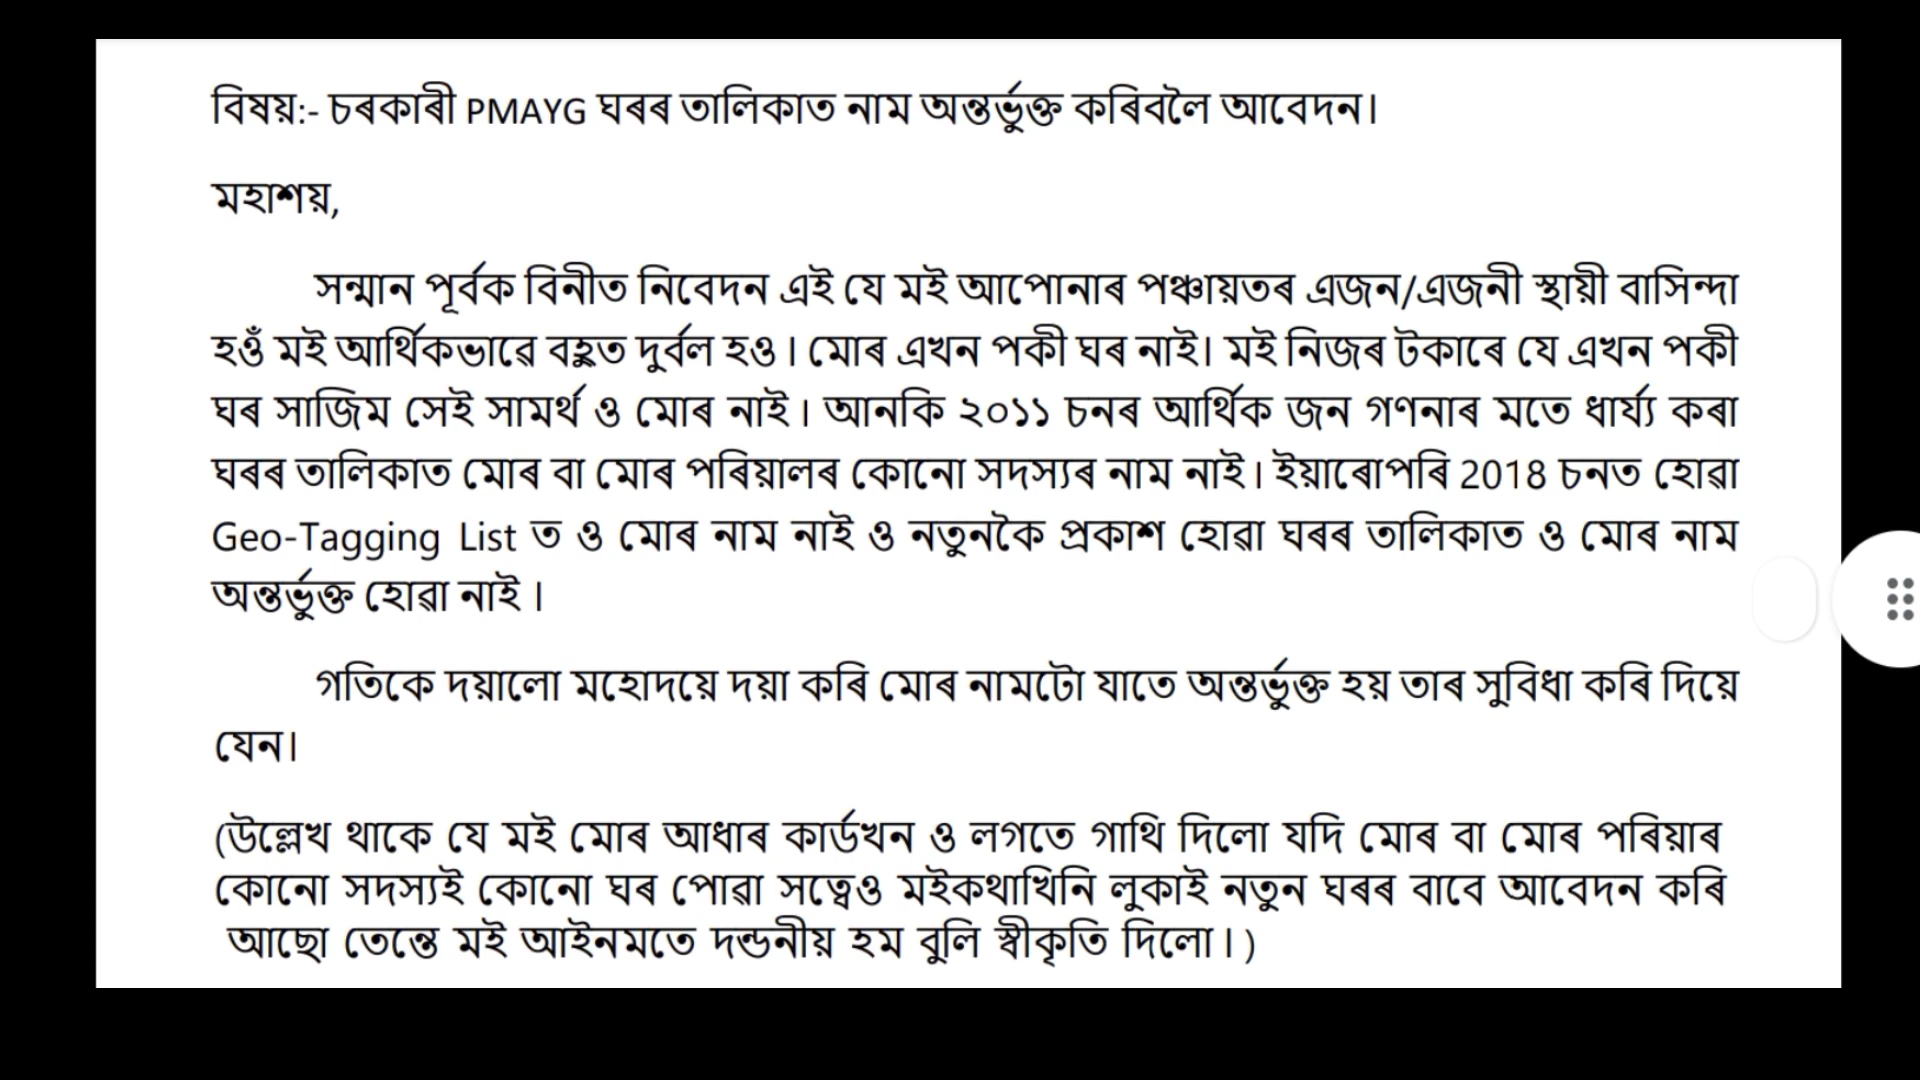 বিষয়:- চৰকাৰী PMAYG ঘৰৰ তালিকাত নাম অন্তৰ্ভুক্ত কৰিবলৈ আবেদন।
মহাশয়,
সন্মান পূৰ্বক বিনীত নিবেদন এই যে মই আপোনাৰ পঞ্চায়তৰ এজন/এজনী স্থায়ী বাসিন্দা
হওঁ মই আৰ্থিকভাৱে বহুত দুৰ্বল হও । মোৰ এখন পকী ঘৰ নাই। মই নিজৰ টকাৰে যে এখন পকী
ঘৰ সাজিম সেই সামৰ্থ ও মোৰ নাই । আনকি ২০১১ চনৰ আৰ্থিক জন গণনাৰ মতে ধাৰ্য্য কৰা
ঘৰৰ তালিকাত মোৰ বা মোৰ পৰিয়ালৰ কোনো সদস্যৰ নাম নাই । ইয়াৰোপৰি 2018 চনত হোৱা
Geo-Tagging List ত ও মোৰ নাম নাই ও নতুনকৈ প্ৰকাশ হোৱা ঘৰৰ তালিকাত ও মোৰ নাম
অন্তৰ্ভুক্ত হোৱা নাই ।
গতিকে দয়ালো মহোদয়ে দয়া কৰি মোৰ নামটো যাতে অন্তৰ্ভুক্ত হয় তাৰ সুবিধা কৰি দিয়ে
যেন।
(উল্লেখ থাকে যে মই মোৰ আধাৰ কাৰ্ডখন ও লগতে গাথি দিলো যদি মোৰ বা মোৰ পৰিয়াৰ
কোনো সদস্যই কোনো ঘৰ পোৱা সত্বেও মইকথাখিনি লুকাই নতুন ঘৰৰ বাবে আবেদন কৰি
আছো তেন্তে মই আইনমতে দন্ডনীয় হম বুলি স্বীকৃতি দিলো। )